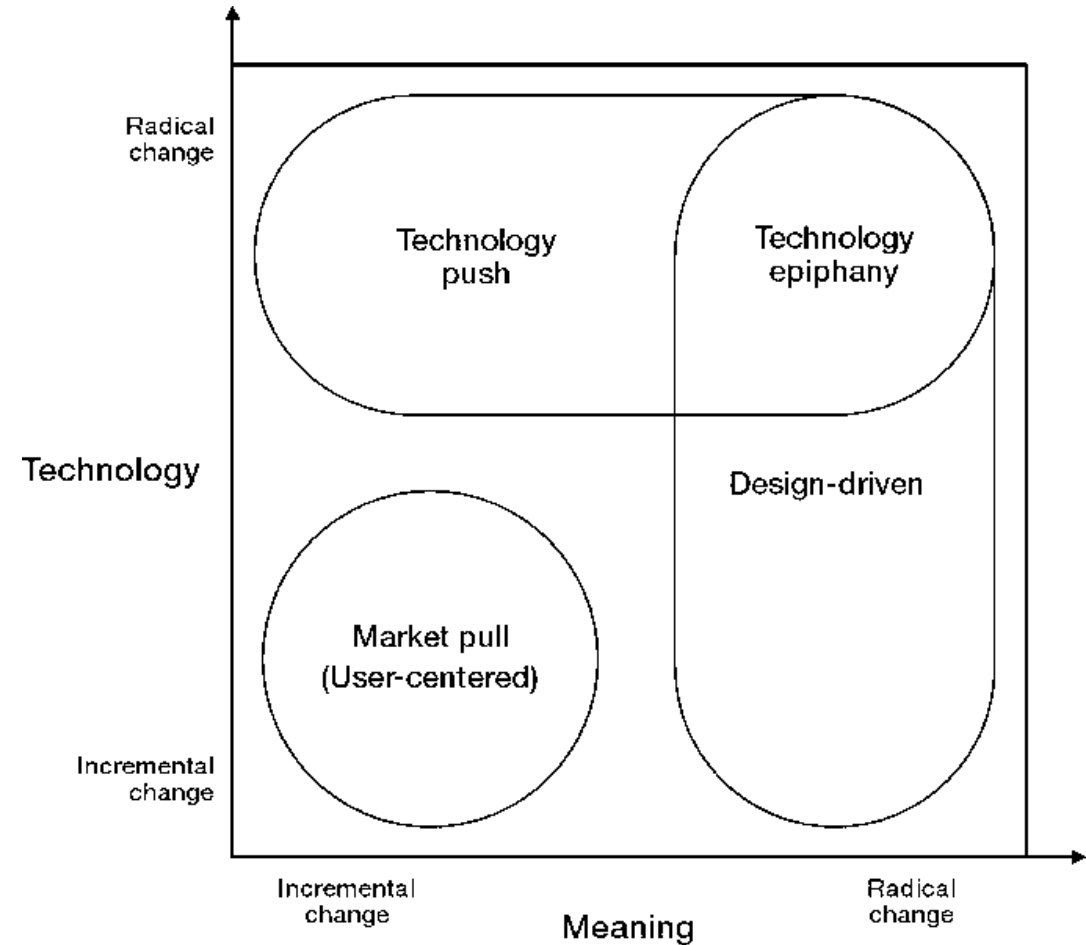 Radical
change
Technology
push
Technology
epiphany
Technology
Design-driven
Market pull
(User-centered)
Incremental
change
Incremental
change
Radical
change
Meaning